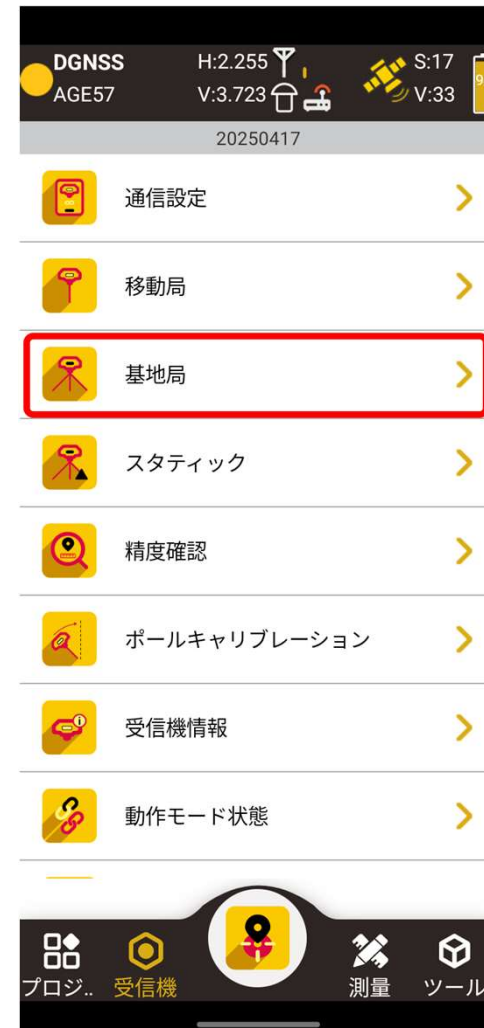 DGNSS H:2.255 S:17
AGE57 V:3.723 V:33
20250417
通信設定
移動局
基地局
スタティック
精度確認
ポールキャリブレーション
受信機情報
動作モード状態
プロジ.. 受信機 測量 ツール